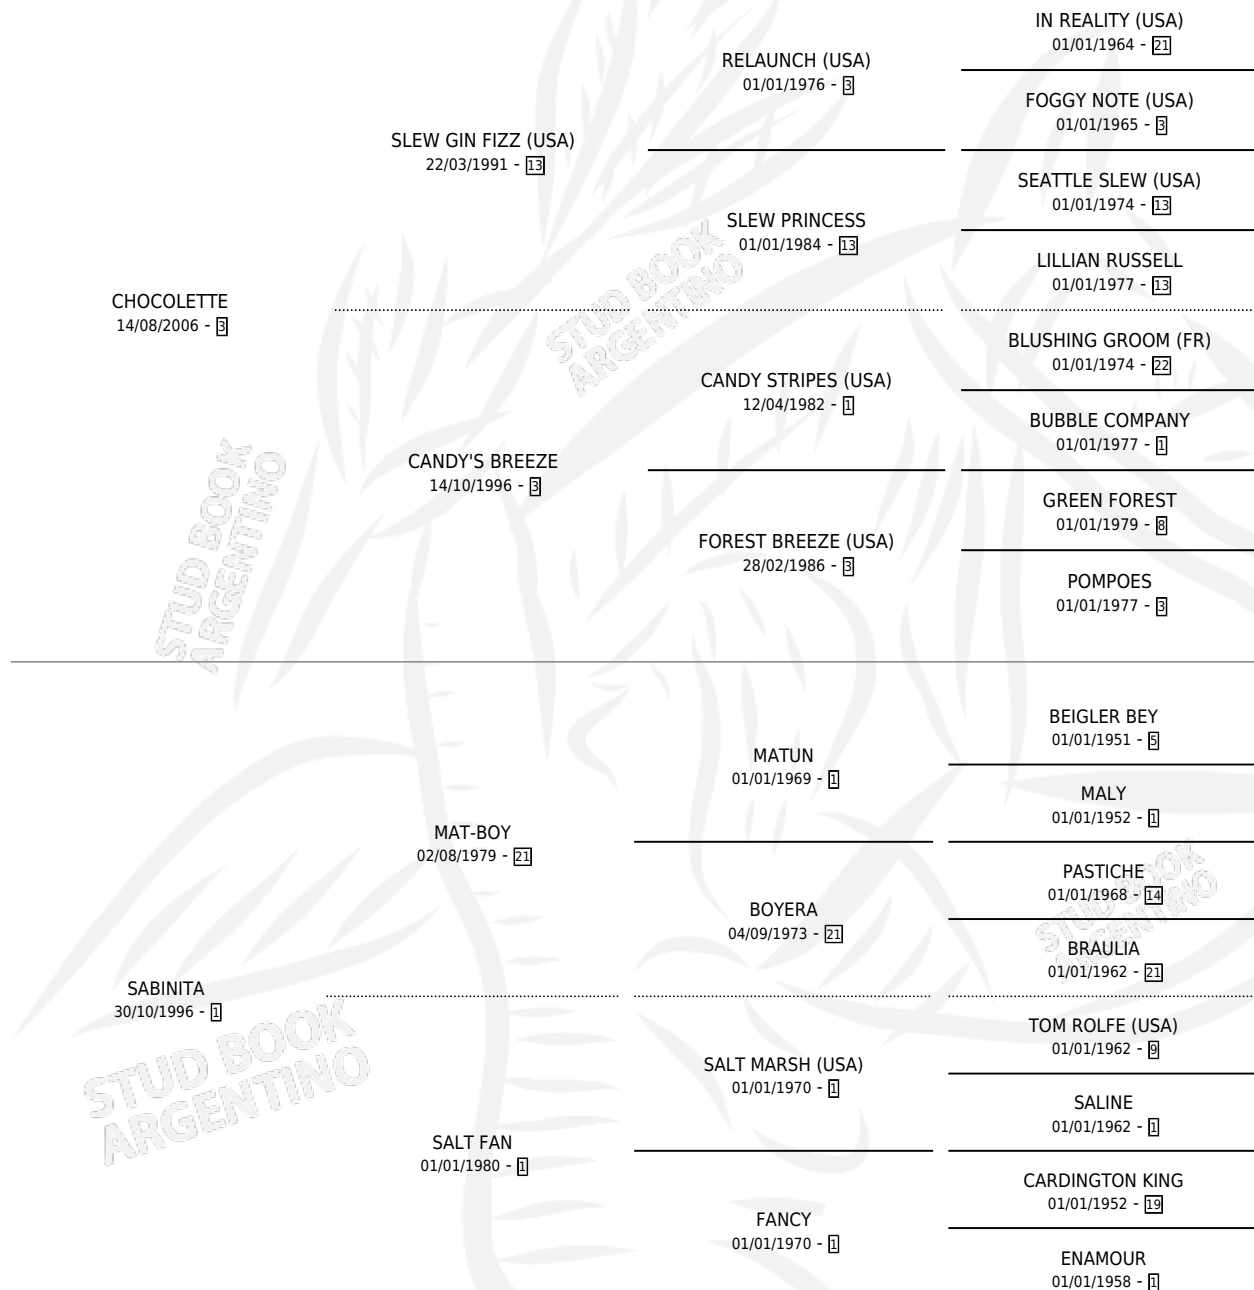 IN REALITY (USA)
01/01/1964 - 21
RELAUNCH (USA)
01/01/1976 - 3
FOGGY NOTE (USA)
01/01/1965 - 3
SLEW GIN FIZZ (USA)
22/03/1991 - 13
SEATTLE SLEW (USA)
01/01/1974 - 13
SLEW PRINCESS
01/01/1984 - 13
LILLIAN RUSSELL
01/01/1977 - 13
CHOCOLETTE
14/08/2006 - 3
BLUSHING GROOM (FR)
01/01/1974 - 22
CANDY STRIPES (USA)
12/04/1982 - 1
BUBBLE COMPANY
01/01/1977 - 1
CANDY'S BREEZE
14/10/1996 - 3
GREEN FOREST
01/01/1979 - 8
FOREST BREEZE (USA)
28/02/1986 - 3
POMPOES
01/01/1977 - 3
BEIGLER BEY
01/01/1951 - 5
MATUN
01/01/1969 - 1
MALY
01/01/1952 - 1
MAT-BOY
02/08/1979 - 21
PASTICHE
01/01/1968 - 14
BOYERA
04/09/1973 - 21
BRAULIA
01/01/1962 - 21
SABINITA
30/10/1996 - 1
TOM ROLFE (USA)
01/01/1962 - 9
SALT MARSH (USA)
01/01/1970 - 1
SALINE
01/01/1962 - 1
SALT FAN
01/01/1980 - 1
CARDINGTON KING
01/01/1952 - 19
FANCY
01/01/1970 - 1
ENAMOUR
01/01/1958 - 1
STUD BOOK
ARGENTINO
STUD BOOK
ARGENTINO
STUD BOOK
ARGENTINO
STUD BOOK
ARGENTINO